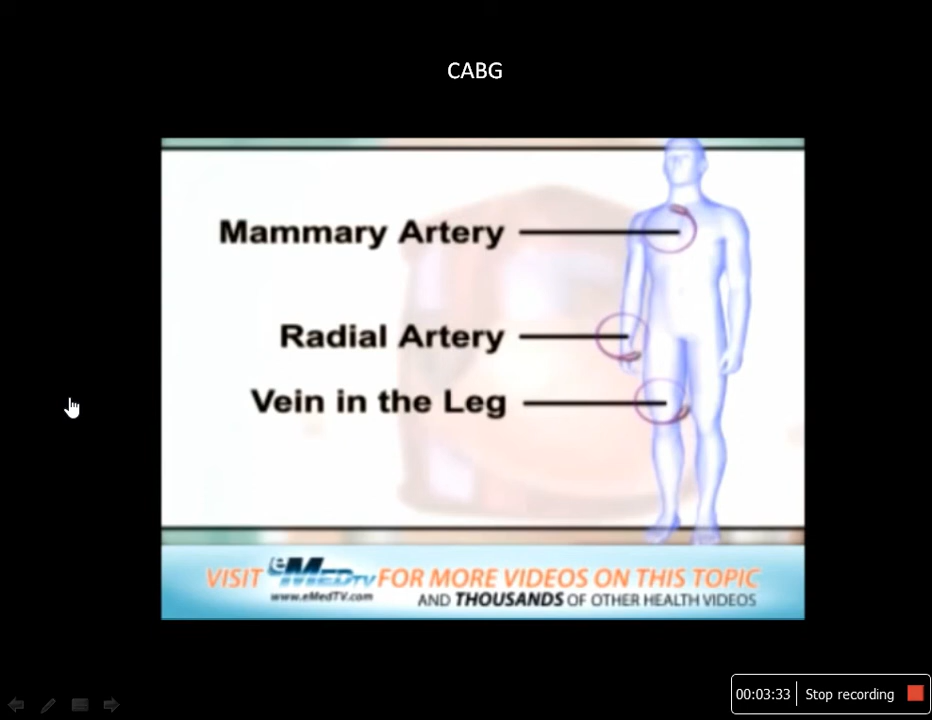 CABG
Mammary Artery
Radial Artery
Vein in the Leg
VISIT eMEDTV FOR MORE VIDEOS ON THIS TOPIC
www.eMedTV.com AND THOUSANDS OF OTHER HEALTH VIDEOS
00:03:33 Stop recording